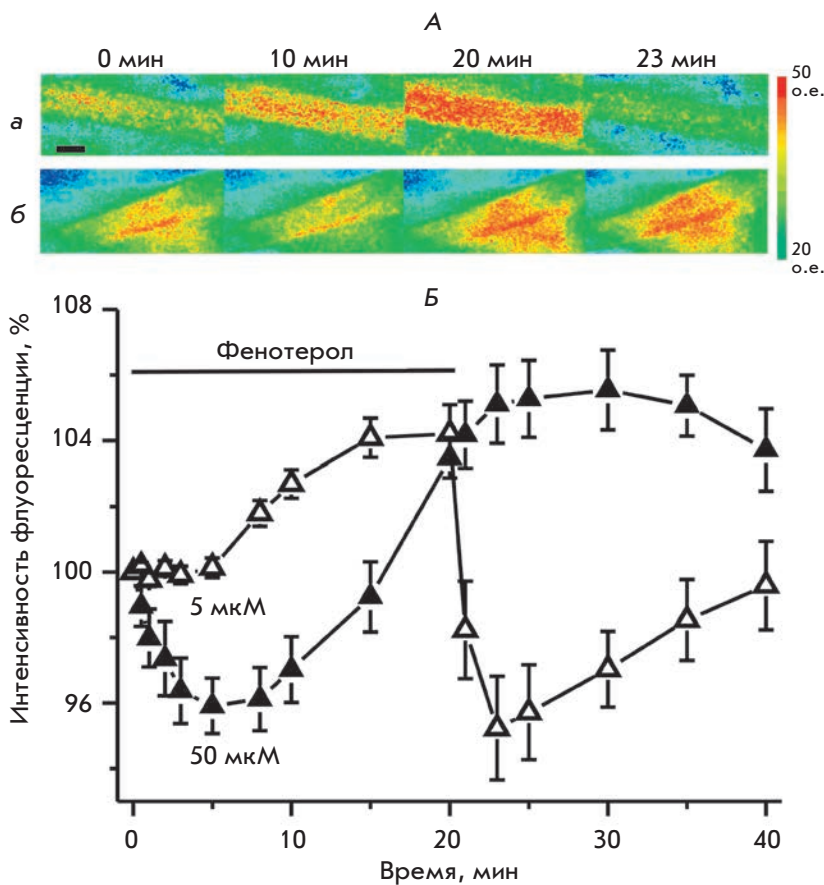 А
0 мин 10 мин 20 мин 23 мин
50
о.е.
а
б
20
о.е.
Б
108
Фенотерол
104
100
5 мкМ
96
50 мкМ
0 10 20 30 40
Время, мин
Интенсивность флуоресценции, %